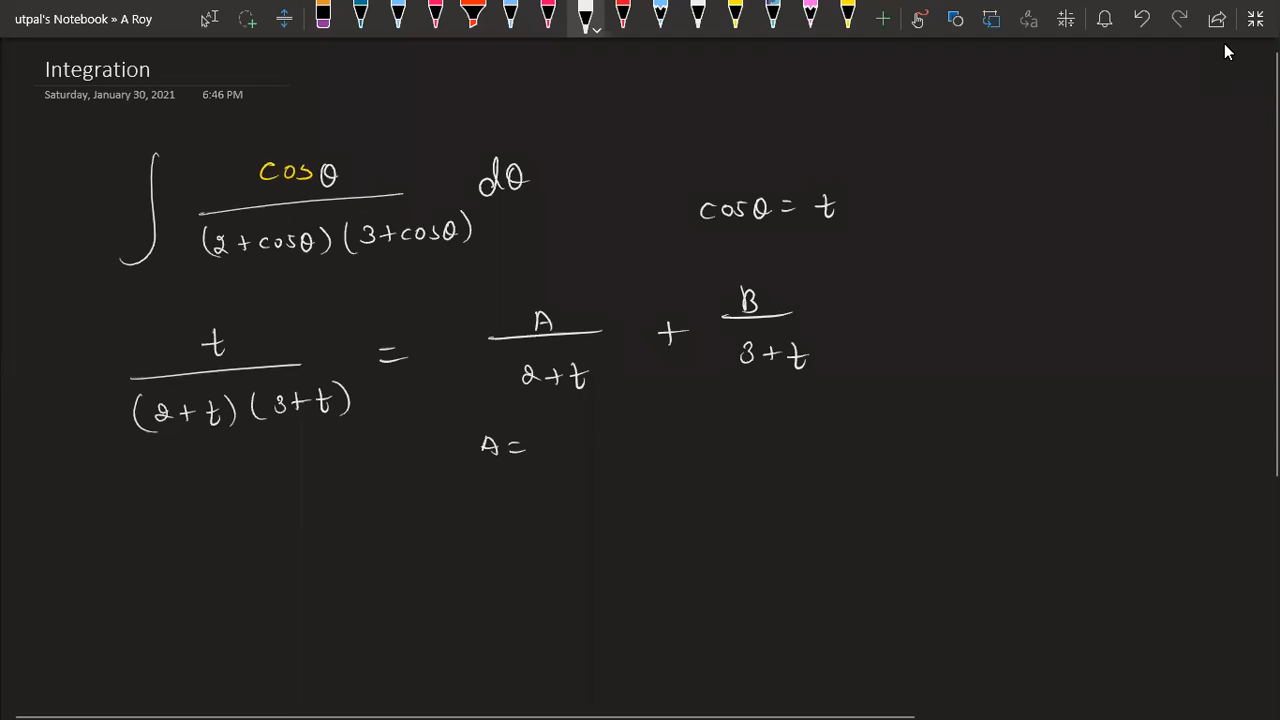 utpal's Notebook » A Roy
Integration
Saturday, January 30, 2021 6:46 PM
∫ cosθ / (2+cosθ)(3+cosθ) dθ
cosθ = t
t / (2+t)(3+t) = A / 2+t + B / 3+t
A =